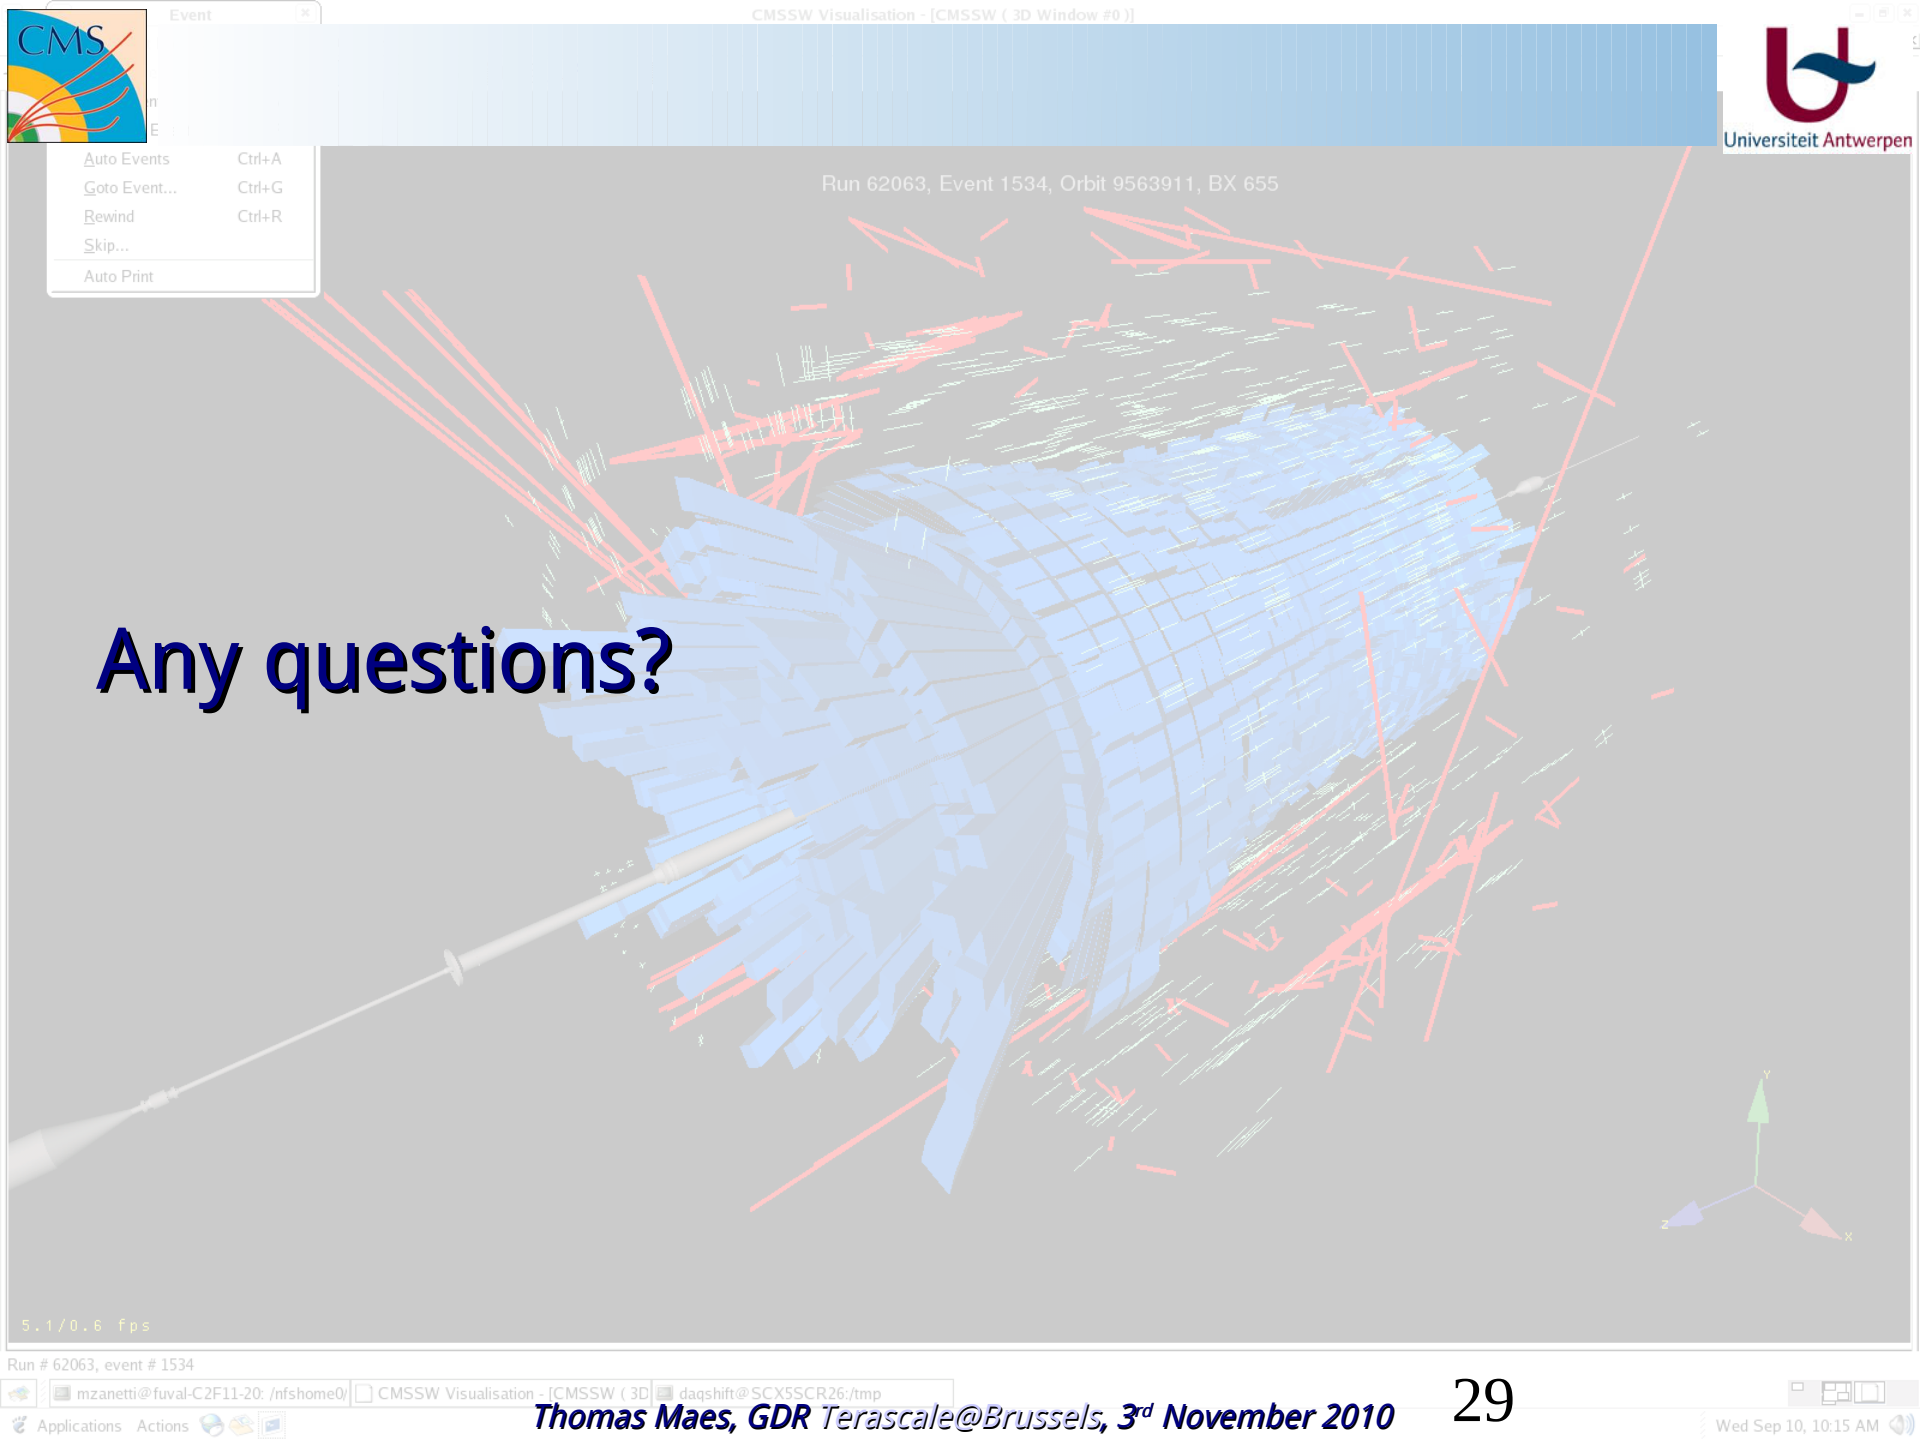 Event
CMSSW Visualisation - [CMSSW ( 3D Window #0 )]
CMS
Universiteit Antwerpen
Auto Events Ctrl+A
Goto Event... Ctrl+G
Rewind Ctrl+R
Skip...
Auto Print
Run 62063, Event 1534, Orbit 9563911, BX 655
Any questions?
Y
Z
X
5.1/0.6 fps
Run # 62063, event # 1534
mzanetti@fuval-C2F11-20: /nfshome0/ CMSSW Visualisation - [CMSSW ( 3D daqshift@SCX5SCR26:/tmp
Applications Actions Wed Sep 10, 10:15 AM
Thomas Maes, GDR Terascale@Brussels, 3rd November 2010 29